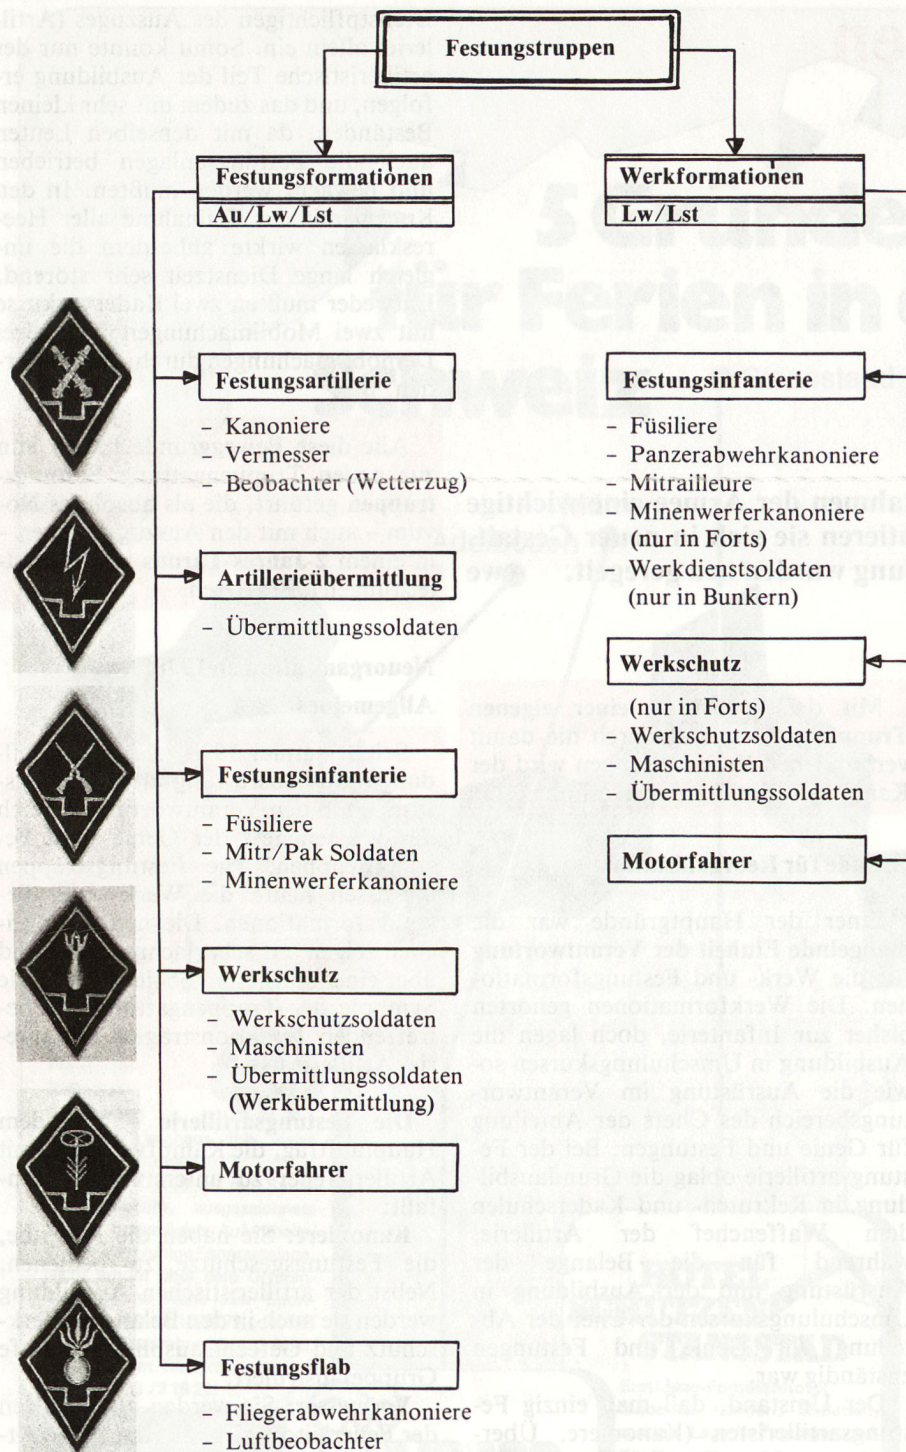 Festungstruppen
Festungsformationen
Au/Lw/Lst
Werkformationen
Lw/Lst
Festungsartillerie
– Kanoniere
– Vermesser
– Beobachter (Wetterzug)
Artillerieübermittlung
– Übermittlungssoldaten
Festungsinfanterie
– Füsiliere
– Mitr/Pak Soldaten
– Minenwerferkanoniere
Werkschutz
– Werkschutzsoldaten
– Maschinisten
– Übermittlungssoldaten
(Werkübermittlung)
Motorfahrer
Festungsflab
– Fliegerabwehrkanoniere
– Luftbeobachter
Festungsinfanterie
– Füsiliere
– Panzerabwehrkanoniere
– Mitrailleure
– Minenwerferkanoniere
(nur in Forts)
– Werkdienstsoldaten
(nur in Bunkern)
Werkschutz
(nur in Forts)
– Werkschutzsoldaten
– Maschinisten
– Übermittlungssoldaten
Motorfahrer